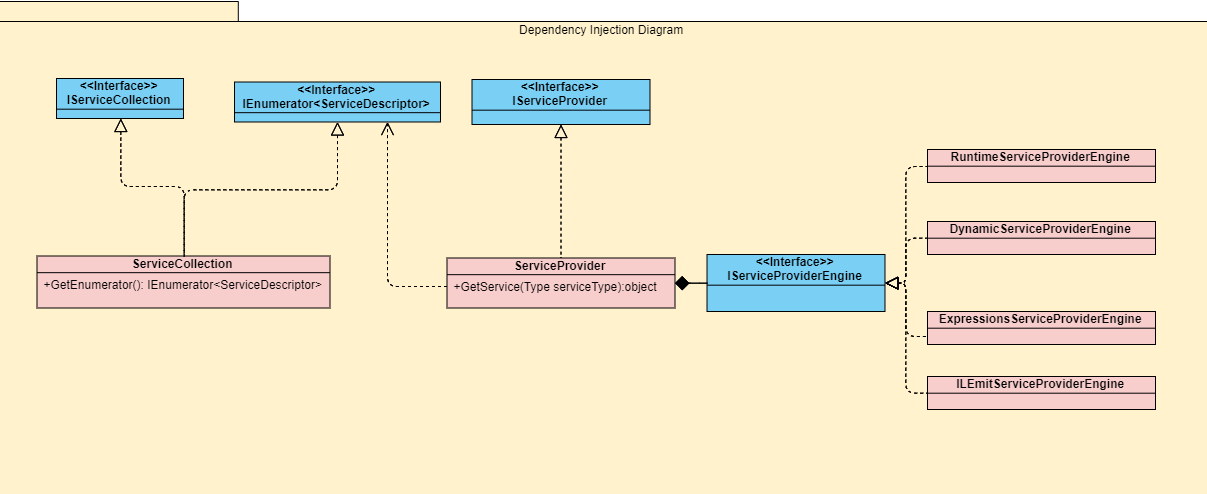 Dependency Injection Diagram
<<Interface>>
IServiceCollection
<<Interface>>
IEnumerator<ServiceDescriptor>
<<Interface>>
IServiceProvider
RuntimeServiceProviderEngine
DynamicServiceProviderEngine
ServiceCollection
+GetEnumerator(): IEnumerator<ServiceDescriptor>
ServiceProvider
+GetService(Type serviceType):object
<<Interface>>
IServiceProviderEngine
ExpressionsServiceProviderEngine
ILEmitServiceProviderEngine